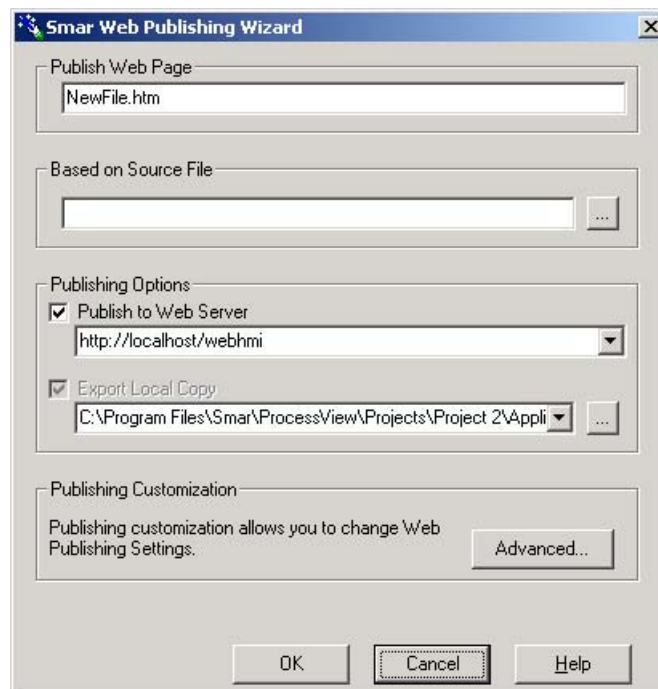 Smar Web Publishing Wizard
Publish Web Page
NewFile.htm
Based on Source File
...
Publishing Options
Publish to Web Server
http://localhost/webhmi
Export Local Copy
C:\Program Files\Smar\ProcessView\Projects\Project 2\Appli
...
Publishing Customization
Publishing customization allows you to change Web
Publishing Settings.
Advanced...
OK
Cancel
Help